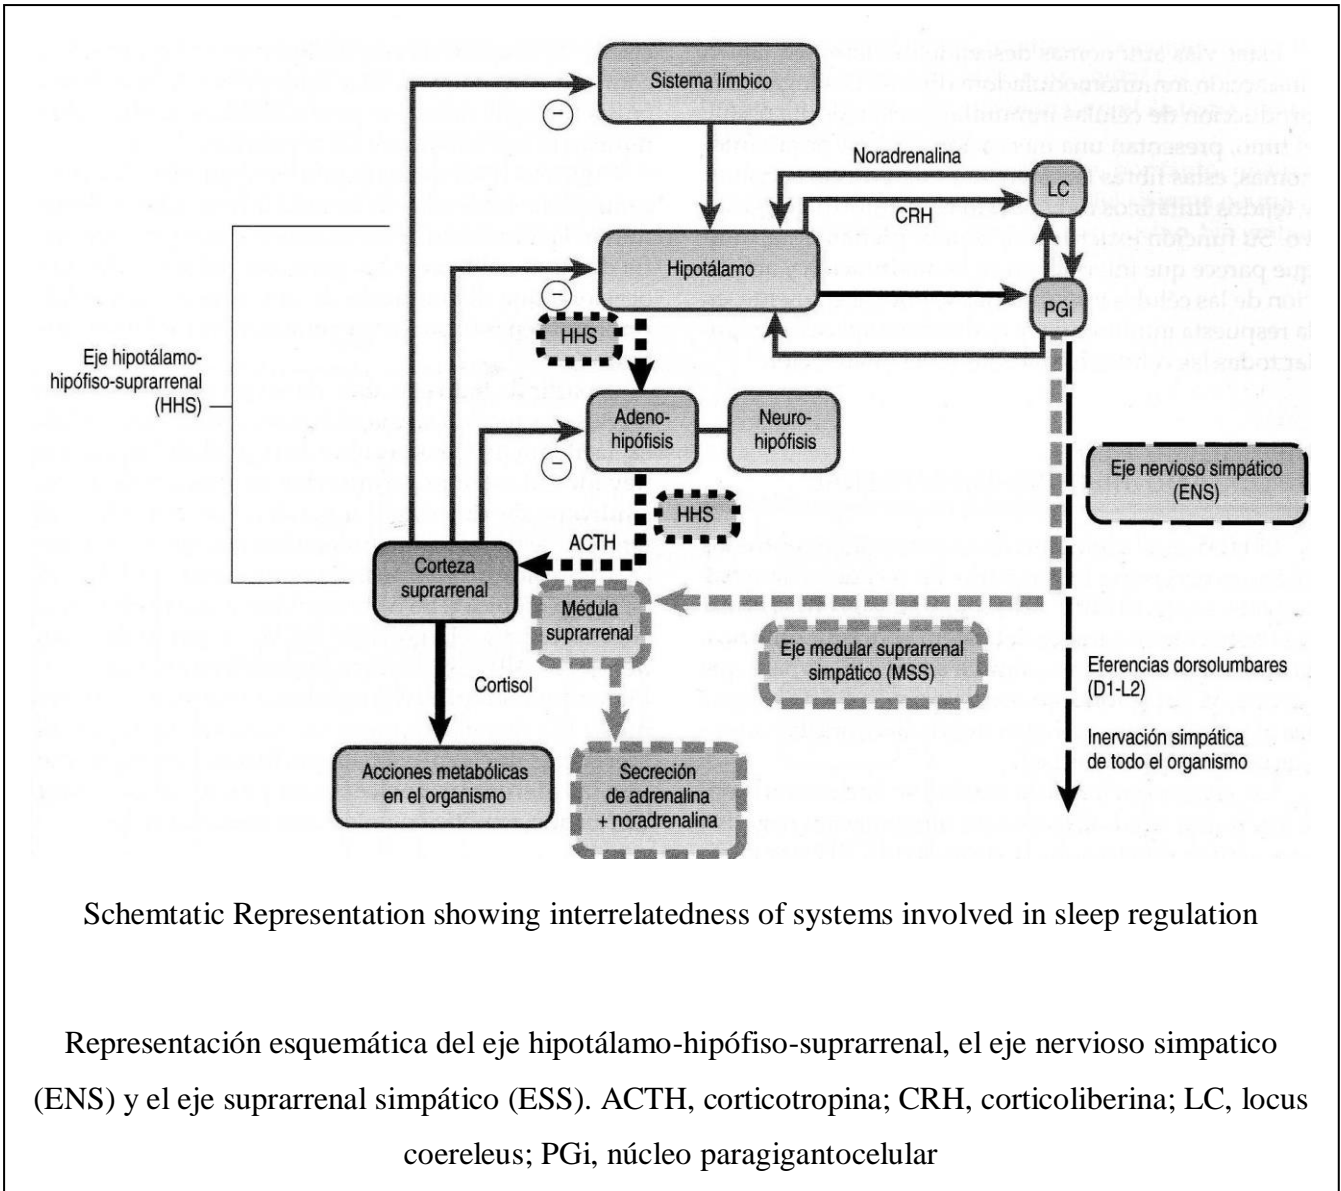 Sistema límbico
−
Noradrenalina
LC
CRH
Hipotálamo
−
PGi
HHS
Eje hipotálamo-
hipófiso-suprarrenal
(HHS)
Adeno-
hipófisis
Neuro-
hipófisis
−
Eje nervioso simpático
(ENS)
HHS
ACTH
Corteza
suprarrenal
Médula
suprarrenal
Eje medular suprarrenal
simpático (MSS)
Eferencias dorsolumbares
(D1-L2)
Cortisol
Inervación simpática
de todo el organismo
Acciones metabólicas
en el organismo
Secreción
de adrenalina
+ noradrenalina
Schemtatic Representation showing interrelatedness of systems involved in sleep regulation
Representación esquemática del eje hipotálamo-hipófiso-suprarrenal, el eje nervioso simpatico
(ENS) y el eje suprarrenal simpático (ESS). ACTH, corticotropina; CRH, corticoliberina; LC, locus
coereleus; PGi, núcleo paragigantocelular